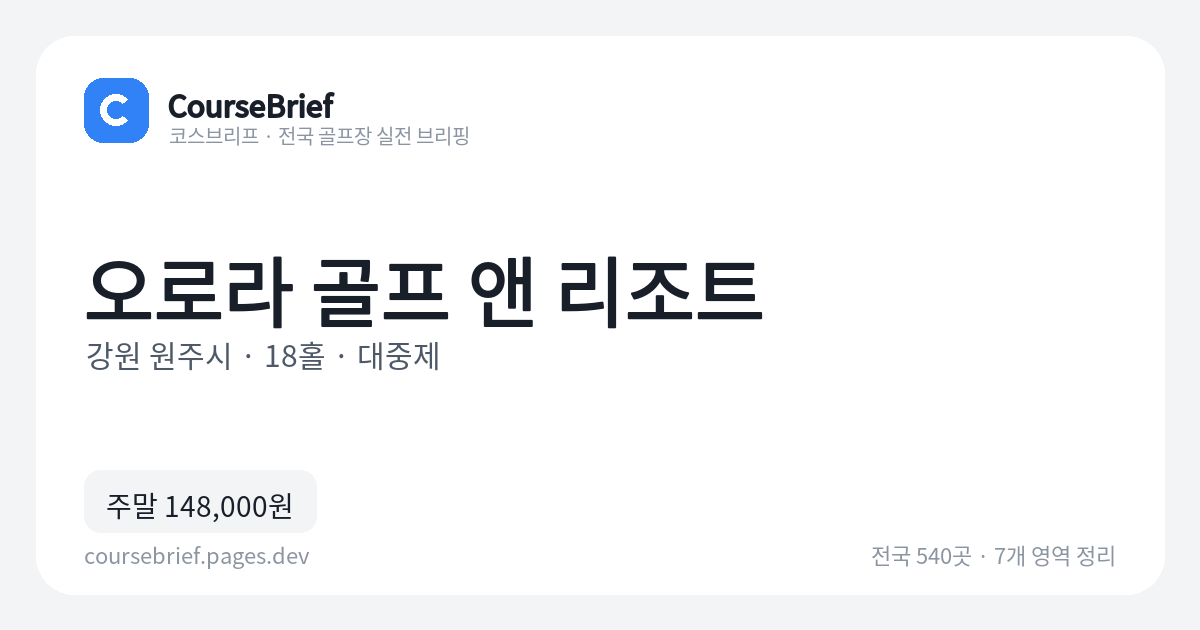 CourseBrief
코스브리프 · 전국 골프장 실전 브리핑
오로라 골프 앤 리조트
강원 원주시 · 18홀 · 대중제
주말 148,000원
coursebrief.pages.dev
전국 540곳 · 7개 영역 정리